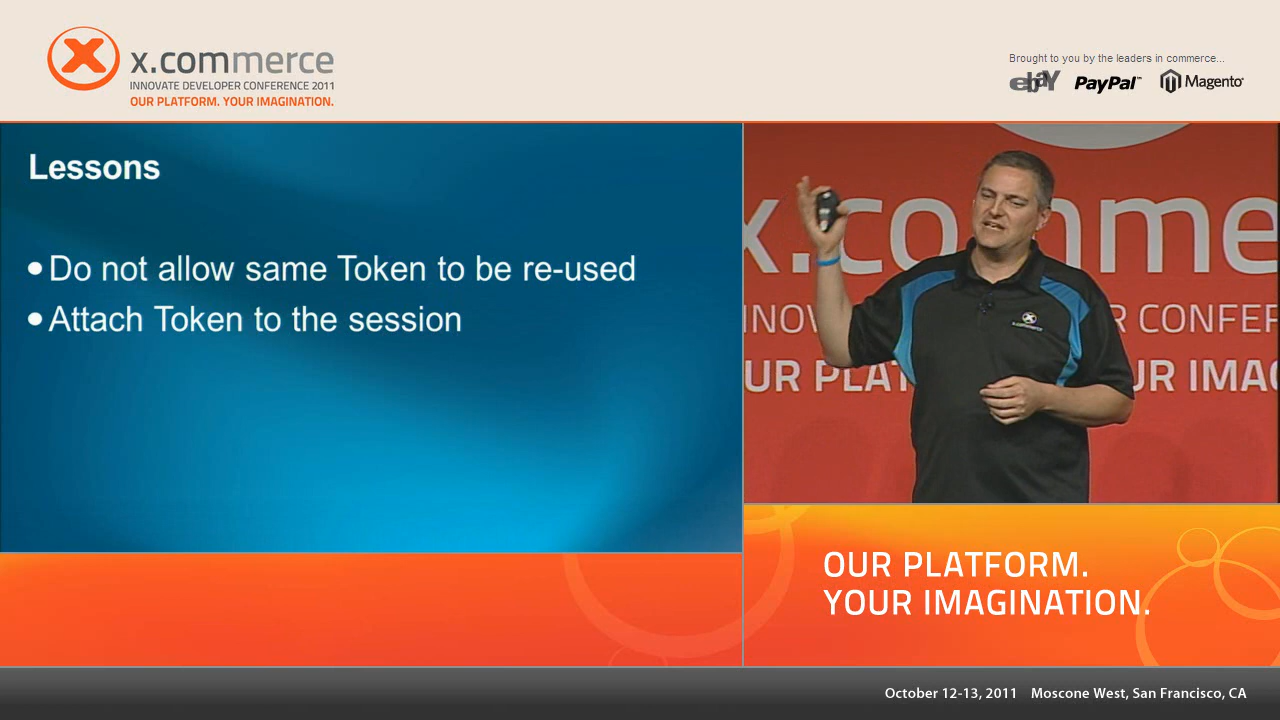 x.commerce
INNOVATE DEVELOPER CONFERENCE 2011
OUR PLATFORM. YOUR IMAGINATION.
Brought to you by the leaders in commerce...
ebaY PayPal™ Magento®
Lessons
•Do not allow same Token to be re-used
•Attach Token to the session
x.comme
INNOV R CONFER
UR PLAT UR IMAG
x.commerce
OUR PLATFORM.
YOUR IMAGINATION.
October 12-13, 2011 Moscone West, San Francisco, CA